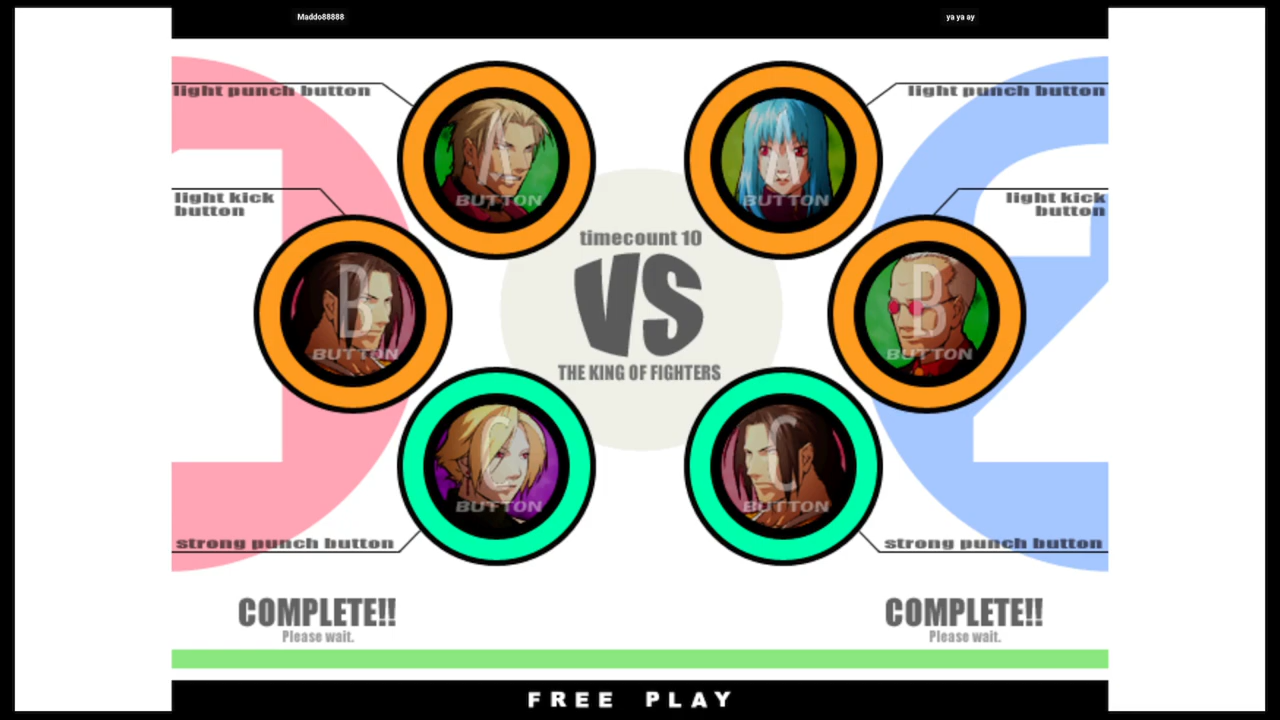 Maddo88888
ya ya ay
light punch button
light punch button
A
BUTTON
A
BUTTON
light kick
button
light kick
button
timecount 10
VS
THE KING OF FIGHTERS
B
BUTTON
B
BUTTON
C
BUTTON
C
BUTTON
strong punch button
strong punch button
COMPLETE!!
Please wait.
COMPLETE!!
Please wait.
FREE PLAY
1
2